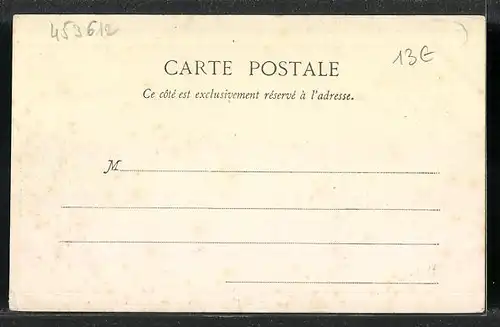 453612
13€
CARTE POSTALE
Ce côté est exclusivement réservé à l'adresse.
M